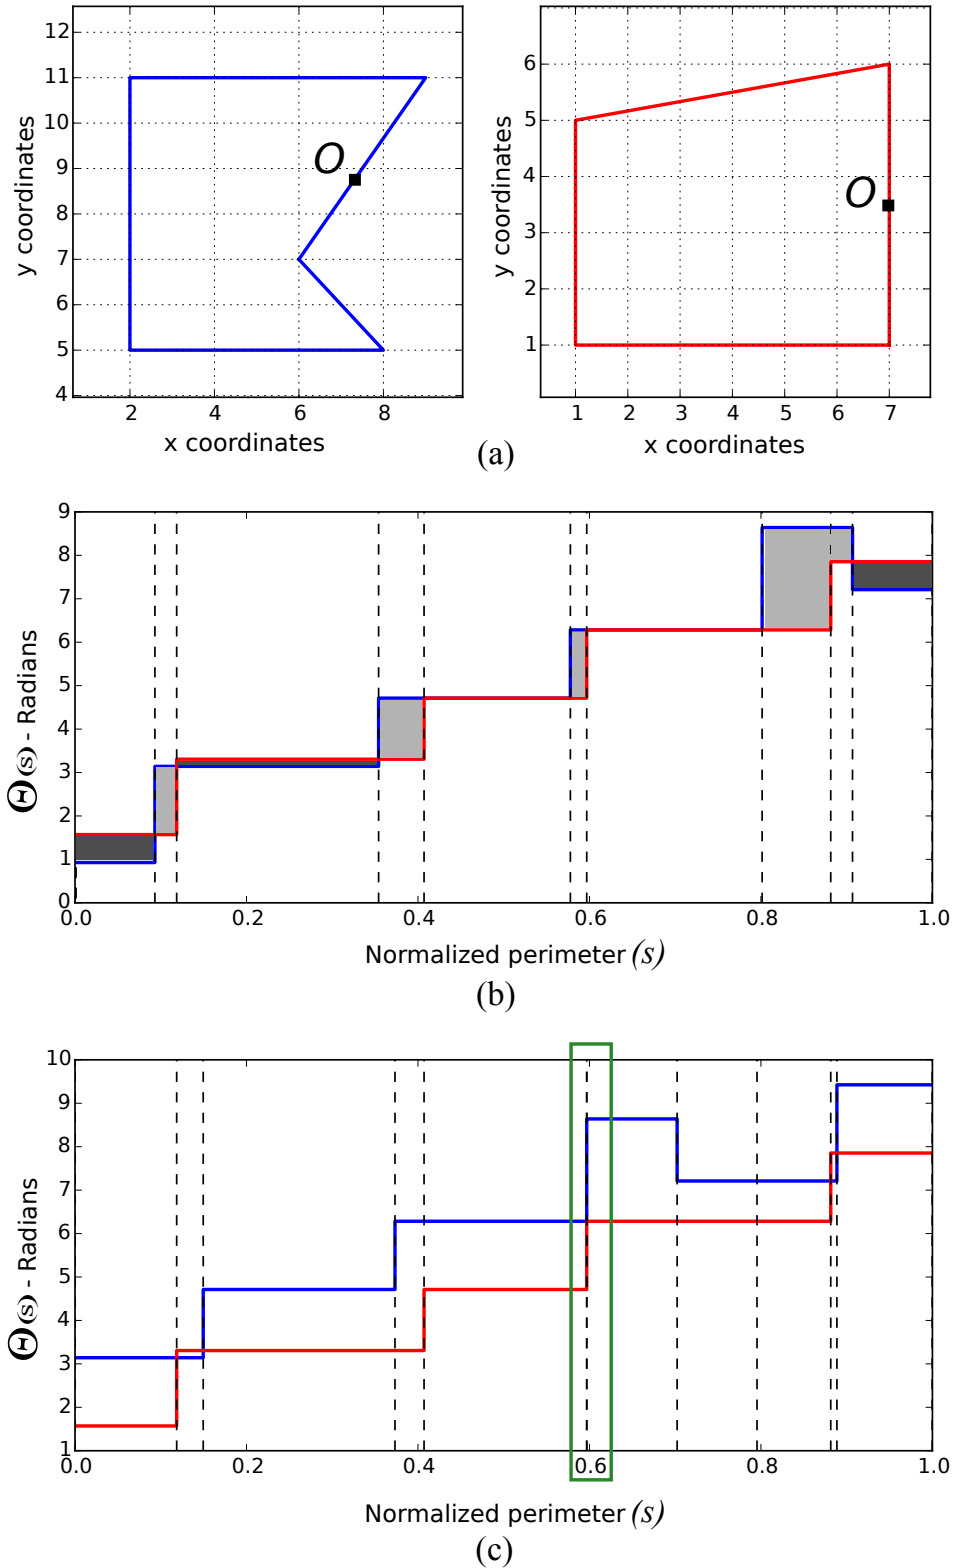 12
11
10
9
8
7
6
5
4
y coordinates
O
2 4 6 8
x coordinates
6
5
4
3
2
1
y coordinates
O
1 2 3 4 5 6 7
x coordinates
(a)
9
8
7
6
5
4
3
2
1
0
Θ(s) - Radians
0.0 0.2 0.4 0.6 0.8 1.0
Normalized perimeter (s)
(b)
10
9
8
7
6
5
4
3
2
1
Θ(s) - Radians
0.0 0.2 0.4 0.6 0.8 1.0
Normalized perimeter (s)
(c)